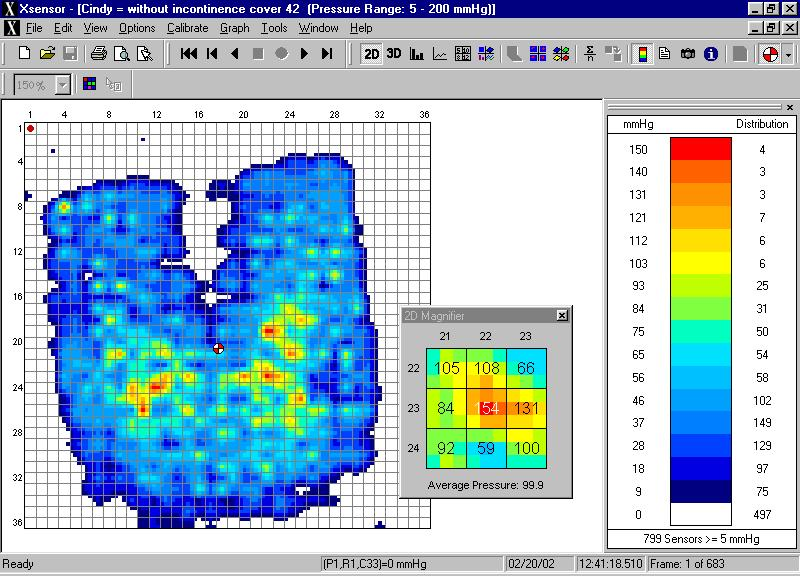 Xsensor - [Cindy = without incontinence cover 42 (Pressure Range: 5 - 200 mmHg)]
File Edit View Options Calibrate Graph Tools Window Help
2D 3D
150%
1 4 8 12 16 20 24 28 32 36
1
4
8
12
16
20
24
28
32
36
2D Magnifier
21 22 23
22 105 108 66
23 84 154 131
24 92 59 100
Average Pressure: 99.9
mmHg Distribution
150 4
140 3
131 3
121 7
112 6
103 6
93 25
84 31
75 50
65 54
56 58
46 102
37 149
28 129
18 97
9 75
0 497
799 Sensors >= 5 mmHg
Ready (P1,R1,C33)=0 mmHg 02/20/02 12:41:18.510 Frame: 1 of 683